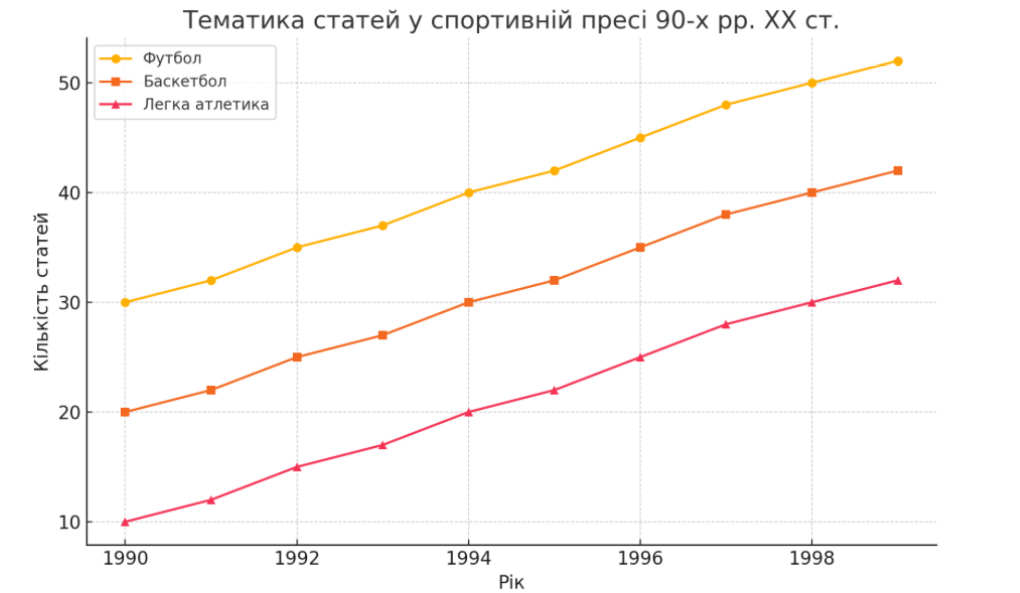 Тематика статей у спортивній пресі 90-х рр. XX ст.
Футбол
Баскетбол
Легка атлетика
50
40
30
20
10
Кількість статей
1990 1992 1994 1996 1998
Рік